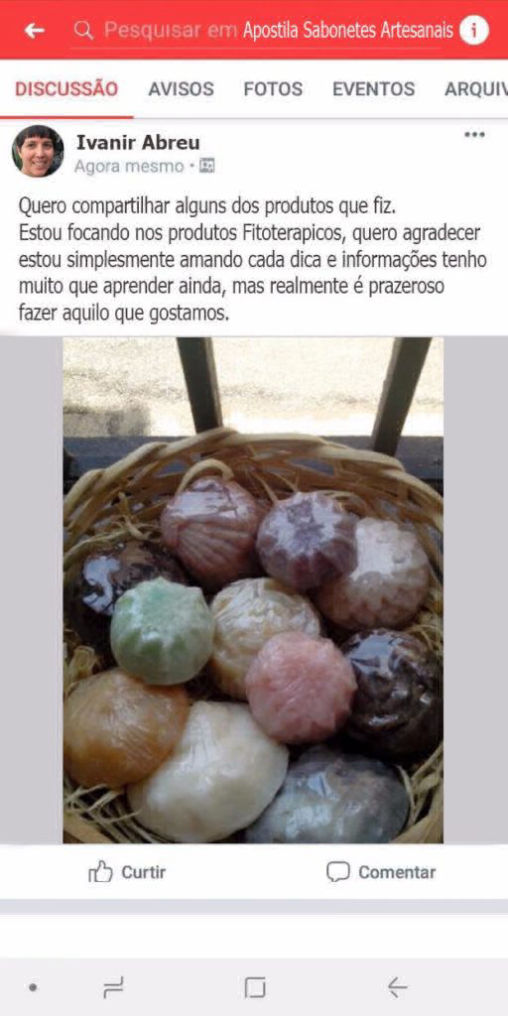 Pesquisar em Apostila Sabonetes Artesanais i
DISCUSSÃO AVISOS FOTOS EVENTOS ARQUIV
Ivanir Abreu
Agora mesmo •
Quero compartilhar alguns dos produtos que fiz.
Estou focando nos produtos Fitoterapicos, quero agradecer
estou simplesmente amando cada dica e informações tenho
muito que aprender ainda, mas realmente é prazeroso
fazer aquilo que gostamos.
Curtir Comentar